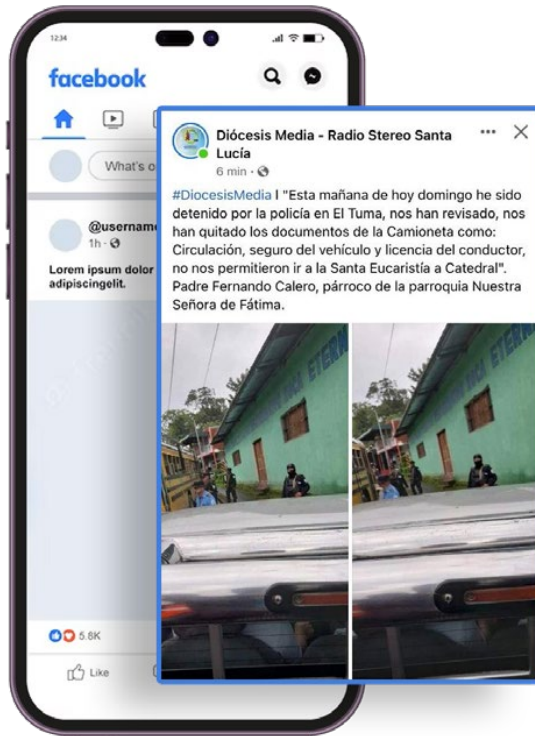 12:34
facebook
What's o
@username
1h ·
Lorem ipsum dolor
adipiscingelit.
5.8K
Like
Diócesis Media - Radio Stereo Santa
Lucía
6 min ·
#DiocesisMedia I "Esta mañana de hoy domingo he sido
detenido por la policía en El Tuma, nos han revisado, nos
han quitado los documentos de la Camioneta como:
Circulación, seguro del vehículo y licencia del conductor,
no nos permitieron ir a la Santa Eucaristía a Catedral".
Padre Fernando Calero, párroco de la parroquia Nuestra
Señora de Fátima.